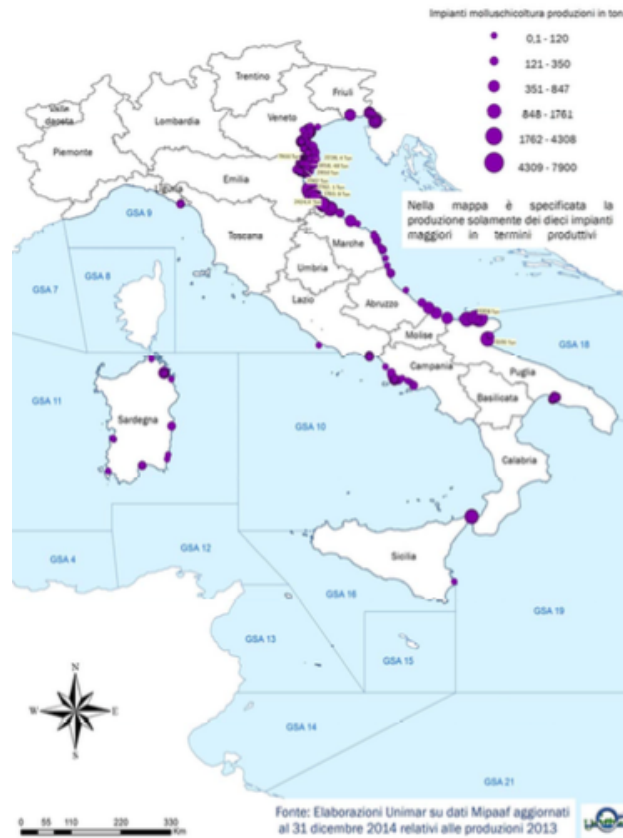 Impianti molluschicoltura produzioni in ton
0,1 - 120
121 - 350
351 - 847
848 - 1761
1762 - 4308
4309 - 7900
Nella mappa è specificata la
produzione solamente dei dieci impianti
maggiori in termini produttivi
Trentino
Friuli
Valle
daosta
Lombardia
Veneto
Piemonte
Emilia
Liguria
GSA 9
Toscana
Marche
Umbria
GSA 8
GSA 7
Lazio
Abruzzo
Molise
GSA 18
Campania
Puglia
Basilicata
GSA 11
Sardegna
GSA 10
Calabria
Sicilia
GSA 4
GSA 12
GSA 16
GSA 19
GSA 13
GSA 15
GSA 14
GSA 21
N
W
E
S
0 55 110 220 330
Km
Fonte: Elaborazioni Unimar su dati Mipaaf aggiornati
al 31 dicembre 2014 relativi alle produzioni 2013